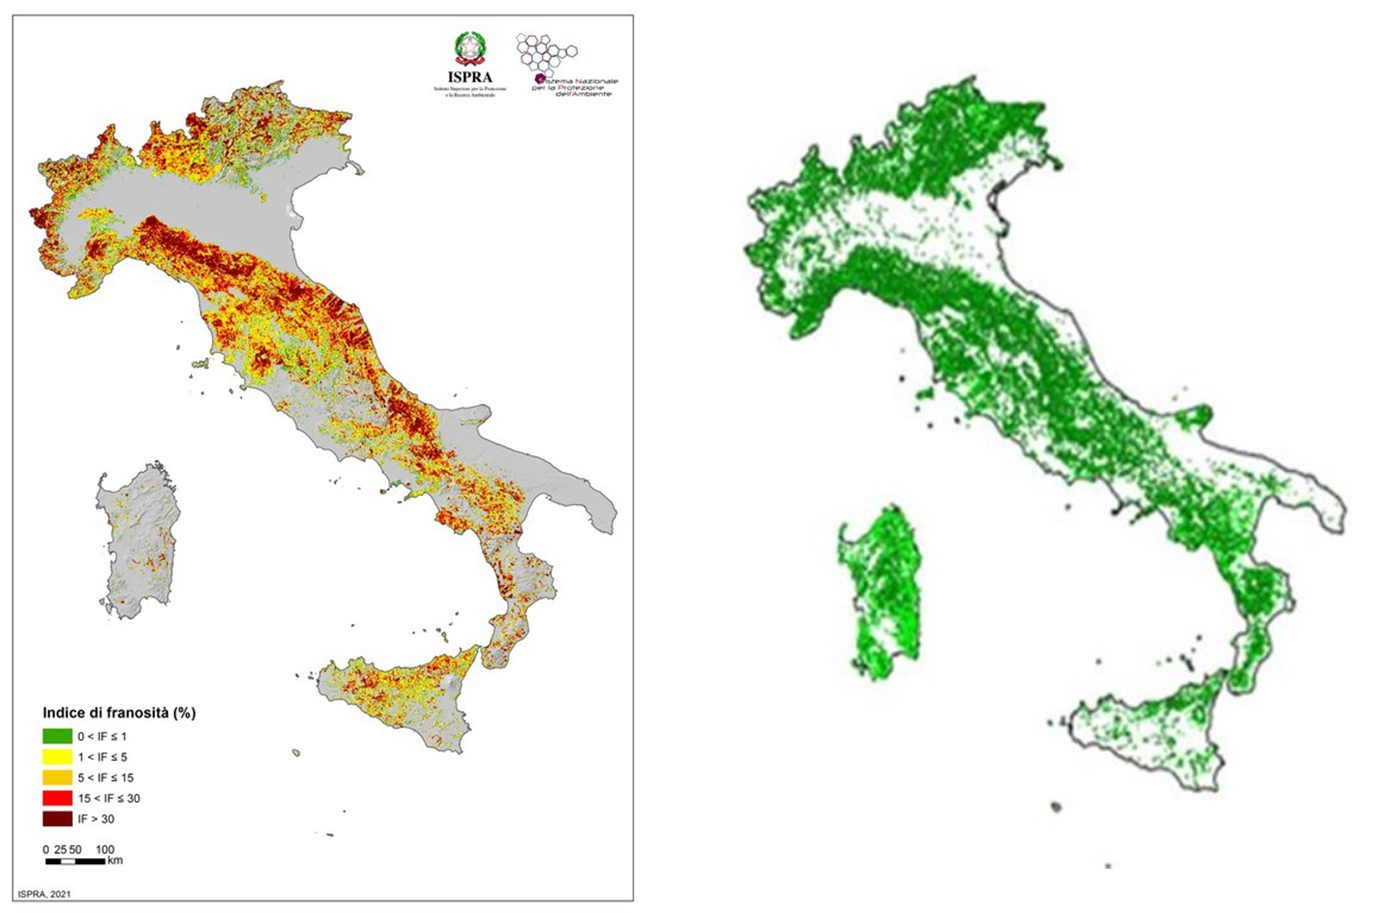 ISPRA
Istituto Superiore per la Protezione
e la Ricerca Ambientale
Sistema Nazionale
per la Protezione
dell'Ambiente
Indice di franosità (%)
0 < IF ≤ 1
1 < IF ≤ 5
5 < IF ≤ 15
15 < IF ≤ 30
IF > 30
0 25 50 100
km
ISPRA, 2021